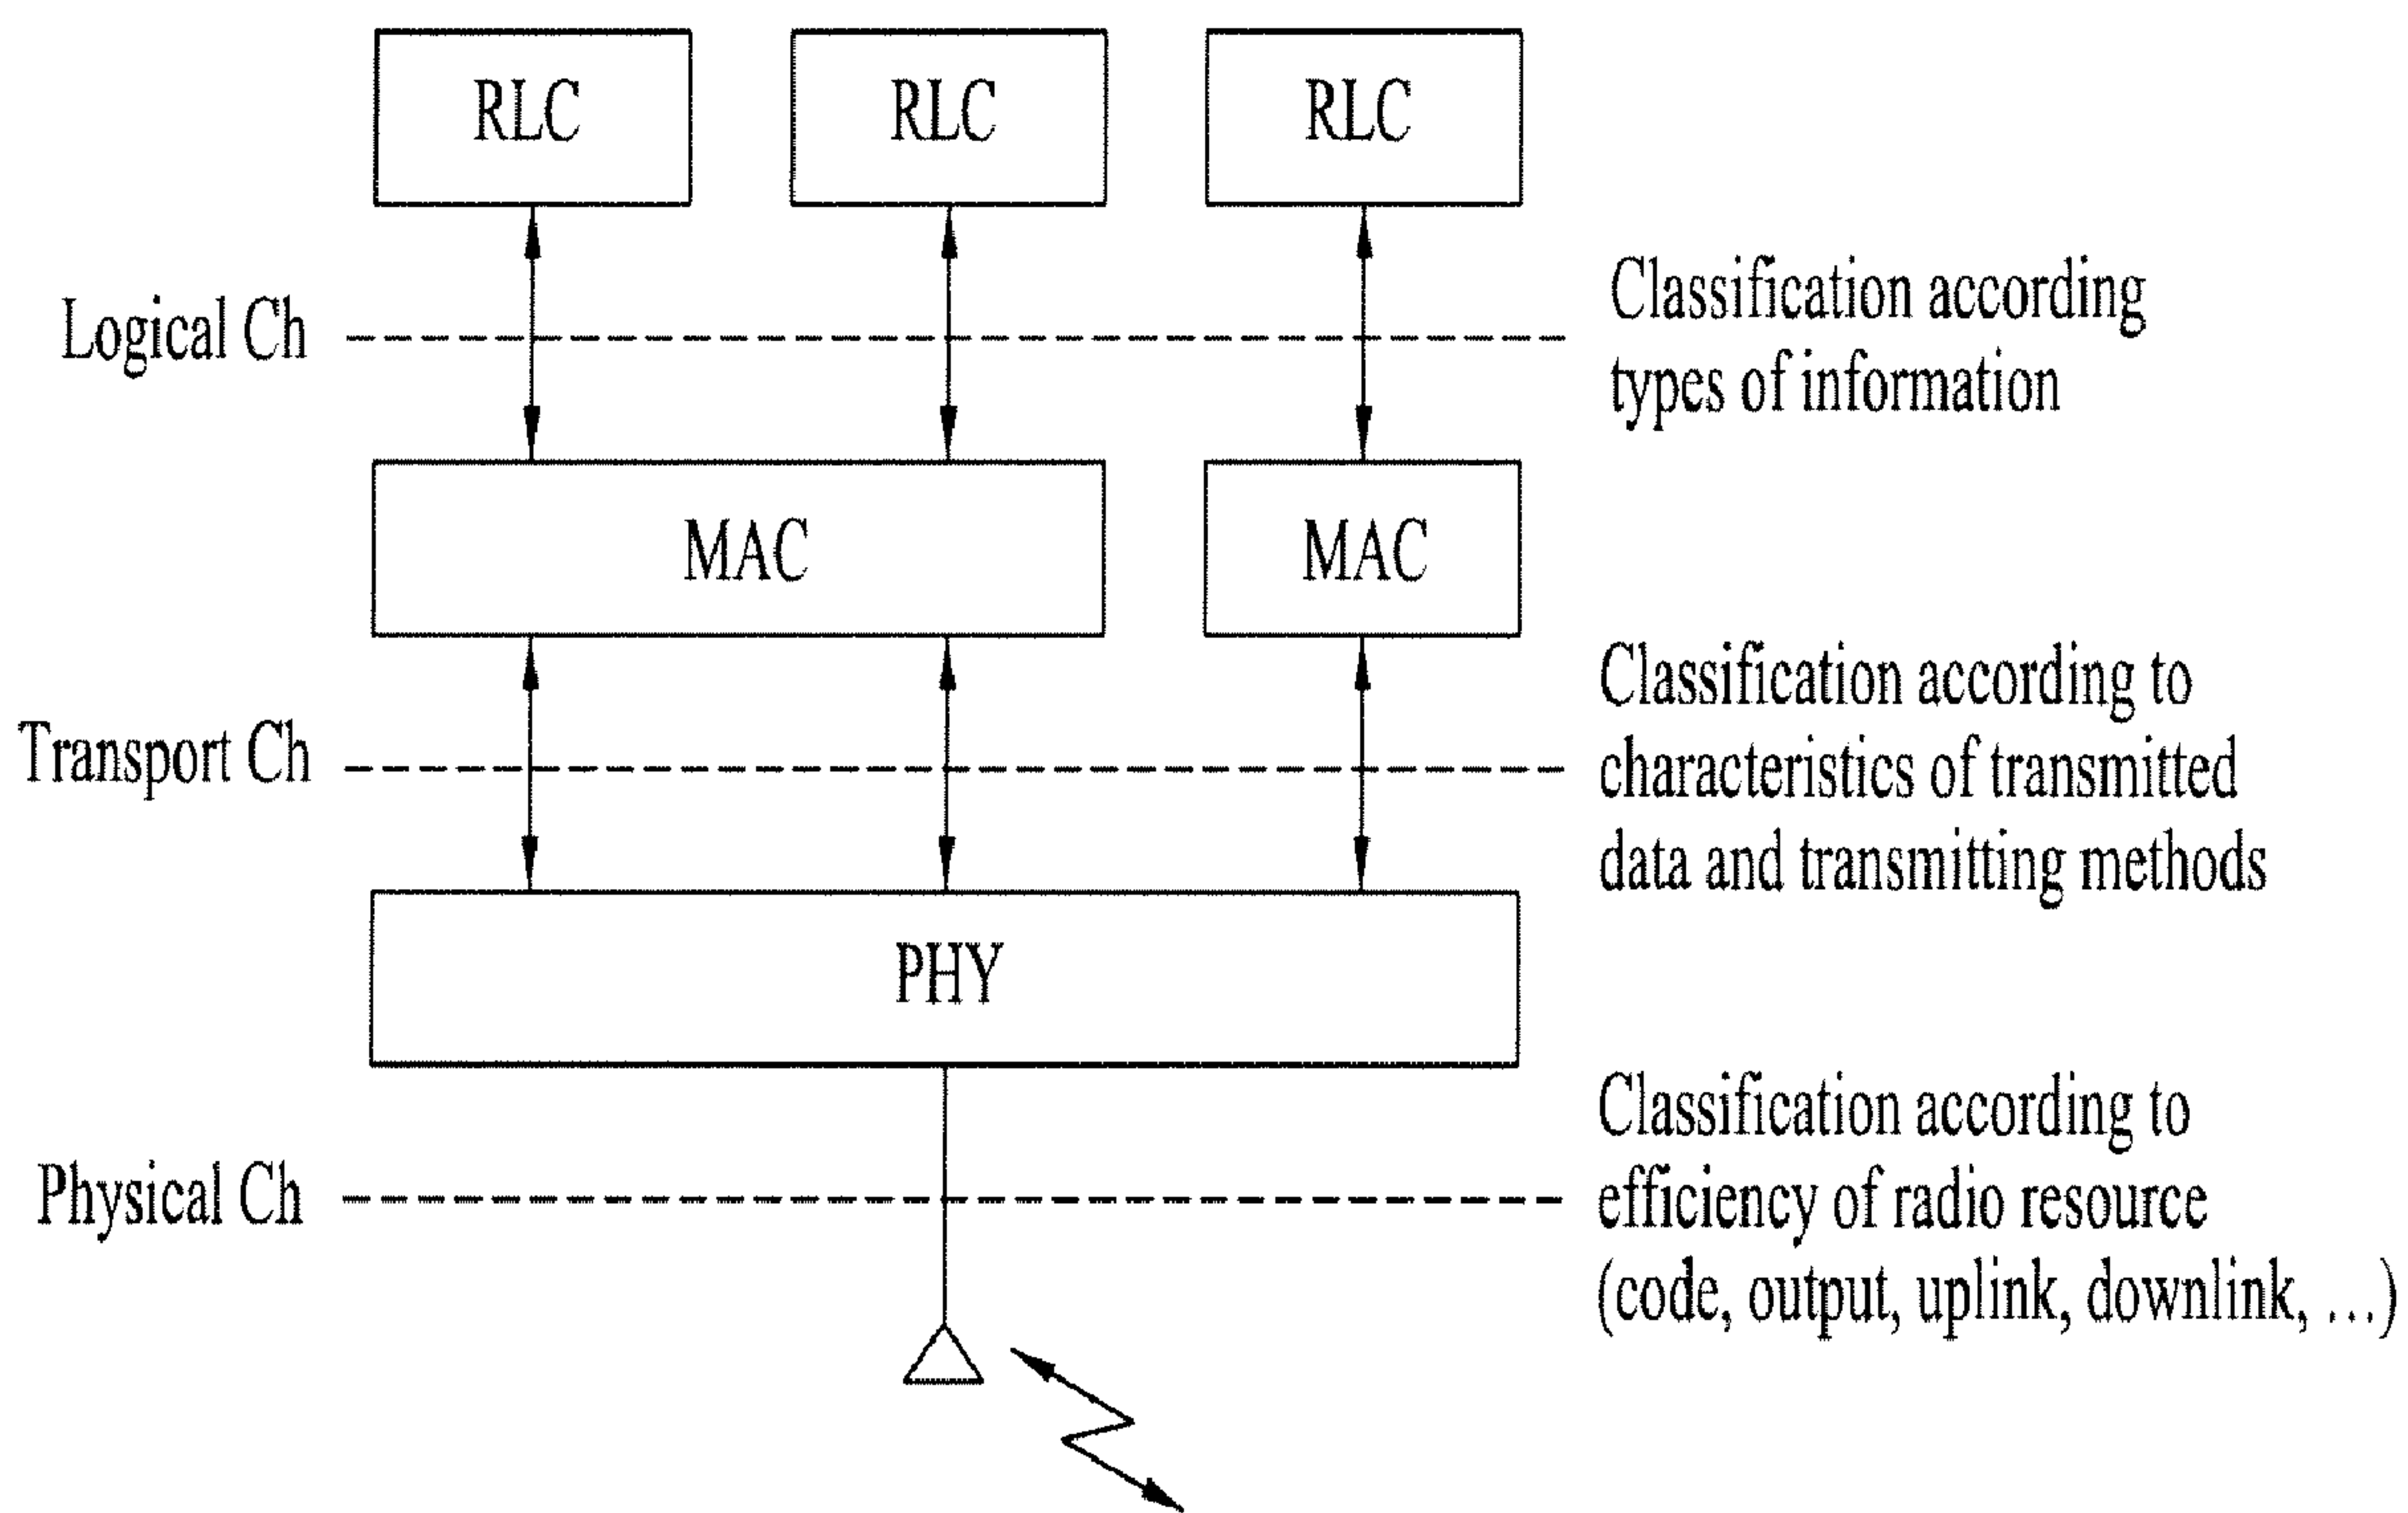 RLC RLC RLC
Logical Ch
Classification according
types of information
MAC MAC
Transport Ch
Classification according to
characteristics of transmitted
data and transmitting methods
PHY
Physical Ch
Classification according to
efficiency of radio resource
(code, output, uplink, downlink, ...)